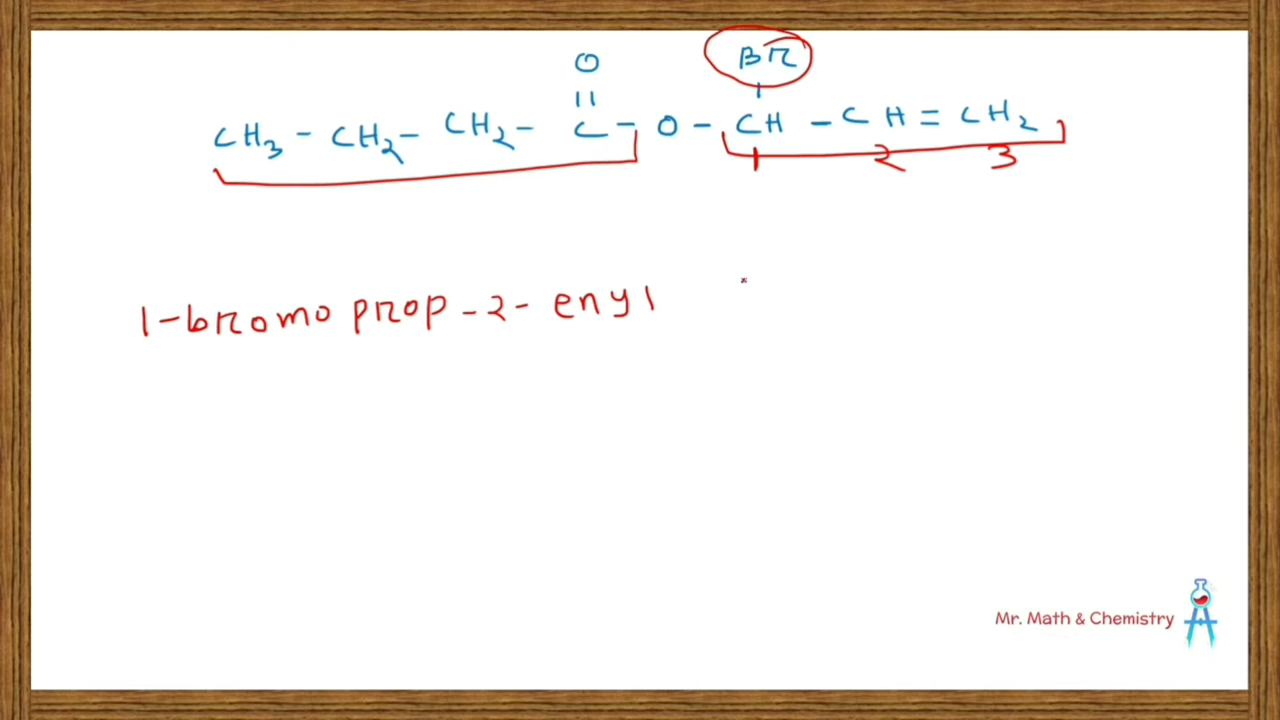 O Br
|| |
CH3 - CH2 - CH2 - C - O - CH - CH = CH2
1 2 3
1-bromo prop-2-enyl
Mr. Math & Chemistry